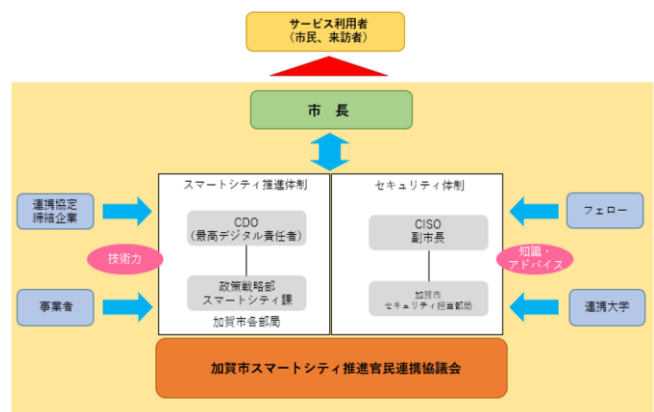 サービス利用者
（市民、来訪者）
市　長
スマートシティ推進体制
セキュリティ体制
連携協定
締結企業
CDO
（最高デジタル責任者）
CISO
副市長
フェロー
技術力
知識・
アドバイス
事業者
政策戦略部
スマートシティ課
加賀市各部局
加賀市
セキュリティ担当部局
連携大学
加賀市スマートシティ推進官民連携協議会